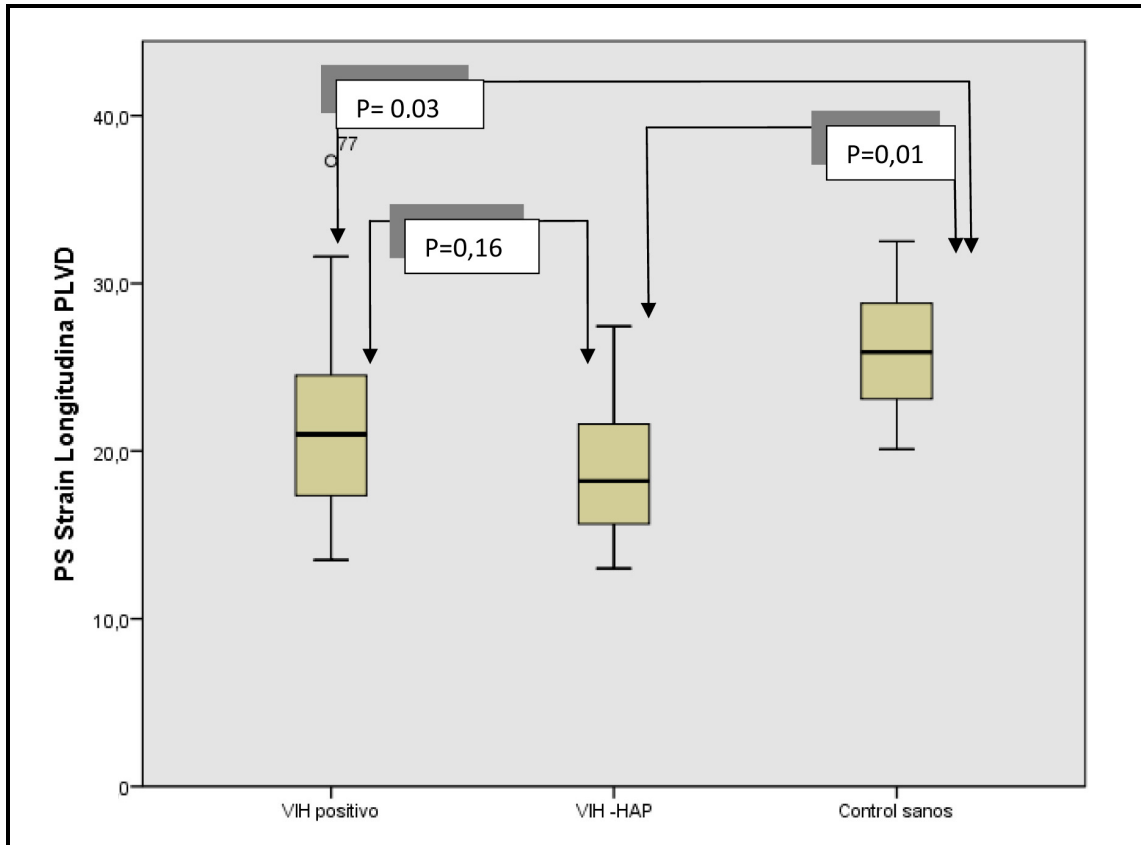 P= 0.03
P=0,01
77
P=0,16
PS Strain Longitudina PLVD
40,0
30,0
20,0
10,0
0
VIH positivo
VIH -HAP
Control sanos